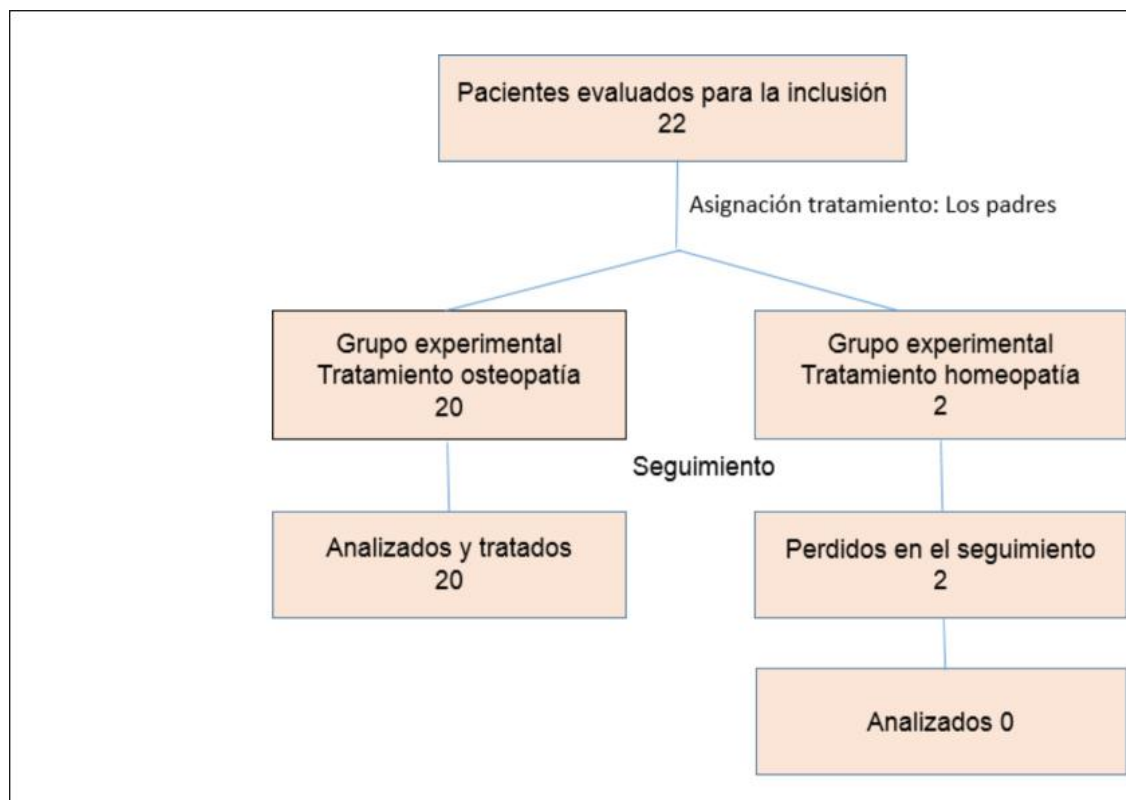 Pacientes evaluados para la inclusión
22
Asignación tratamiento: Los padres
Grupo experimental
Tratamiento osteopatía
20
Grupo experimental
Tratamiento homeopatía
2
Seguimiento
Analizados y tratados
20
Perdidos en el seguimiento
2
Analizados 0